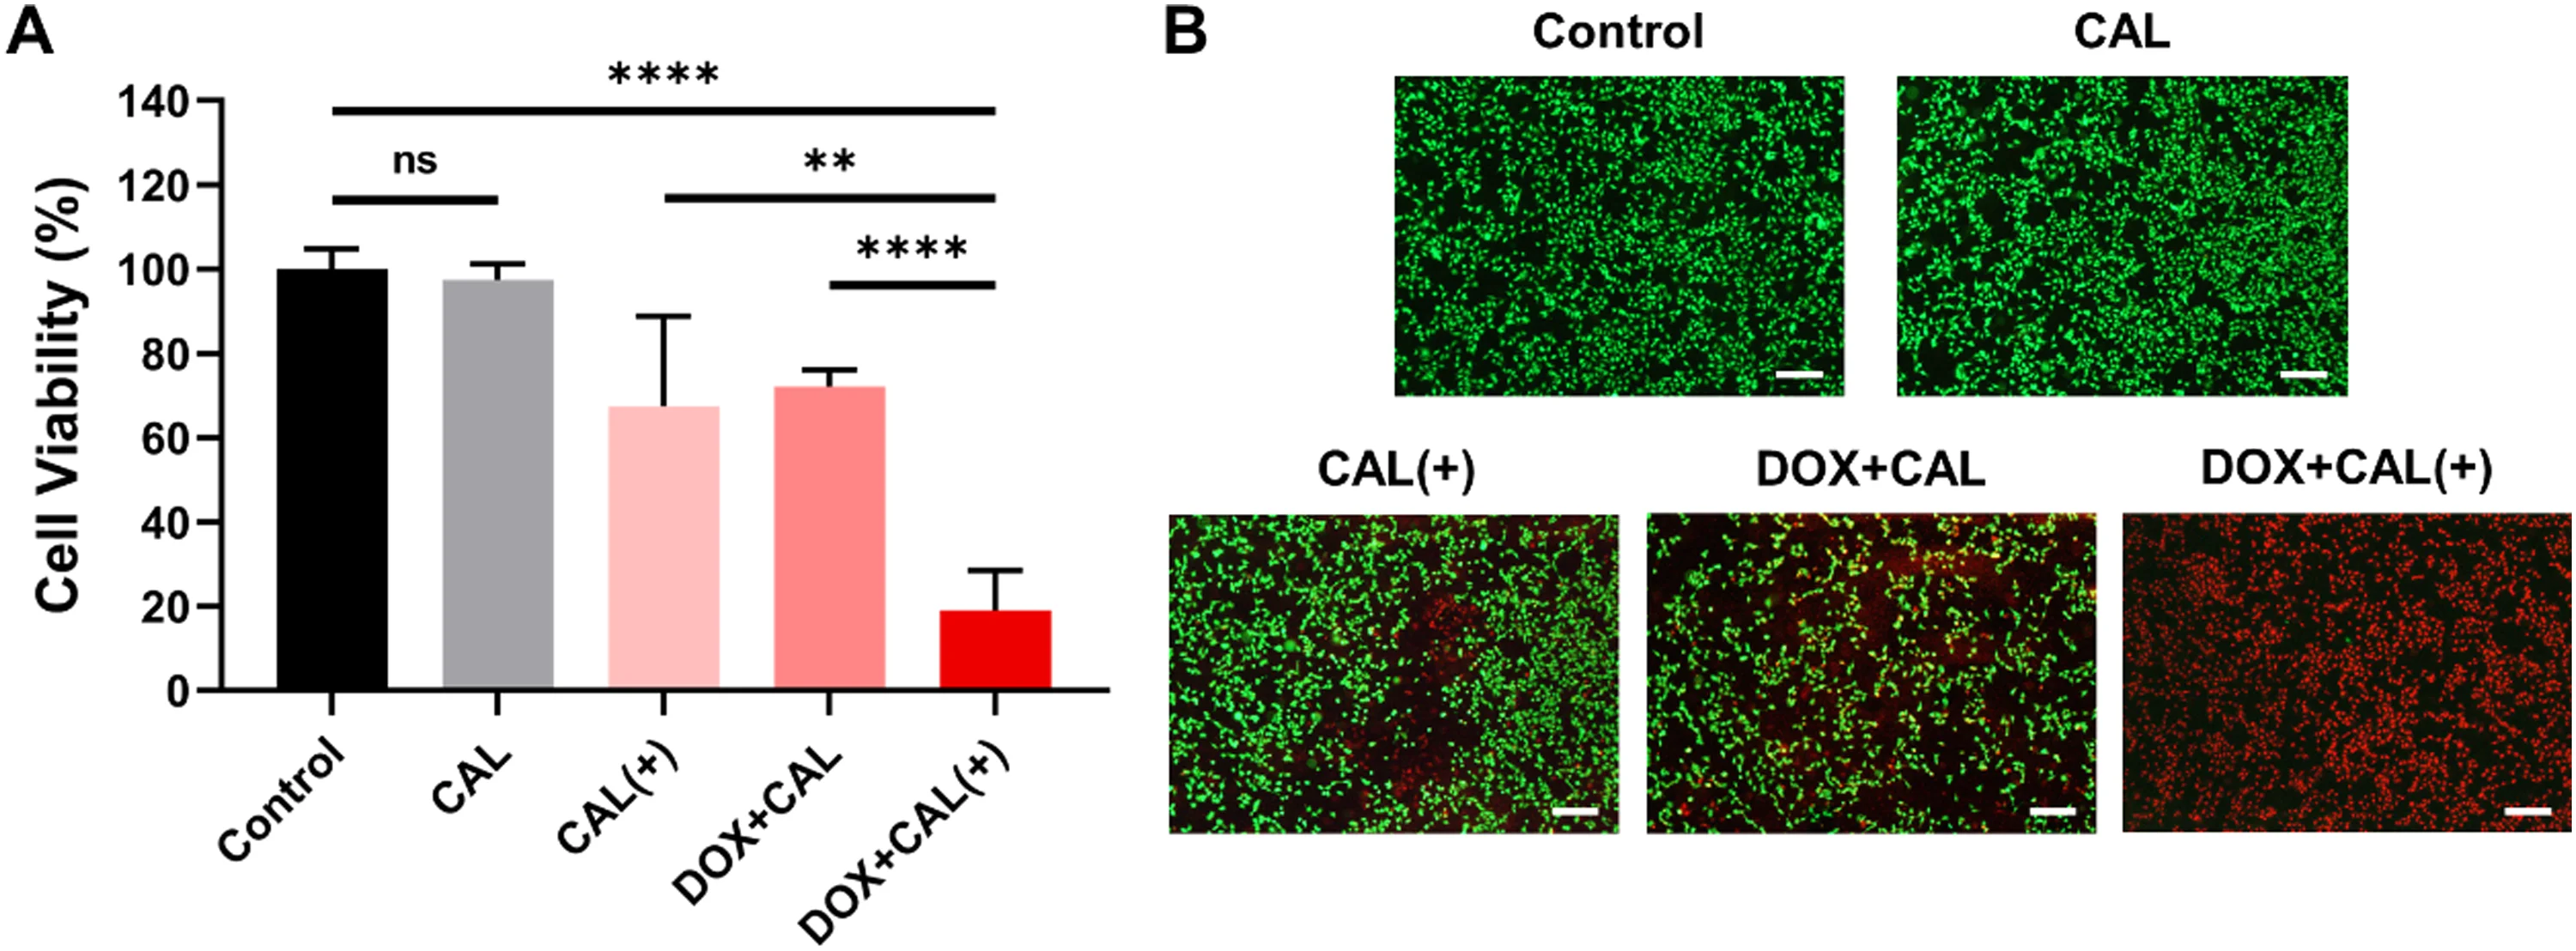 A
****
ns
**
****
Cell Viability (%)
140
120
100
80
60
40
20
0
Control
CAL
CAL(+)
DOX+CAL
DOX+CAL(+)
B
Control
CAL
CAL(+)
DOX+CAL
DOX+CAL(+)